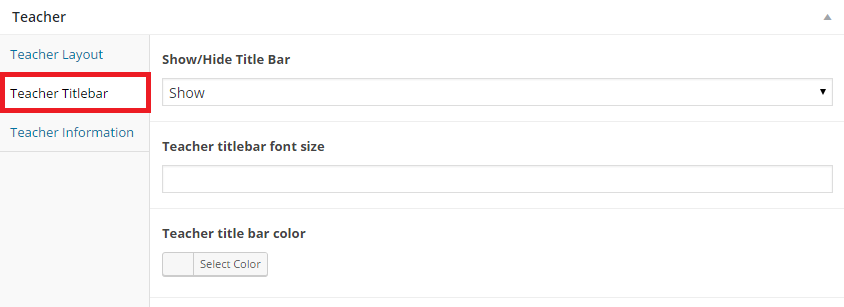 Teacher
Teacher Layout
Teacher Titlebar
Teacher Information
Show/Hide Title Bar
Show
Teacher titlebar font size
Teacher title bar color
Select Color